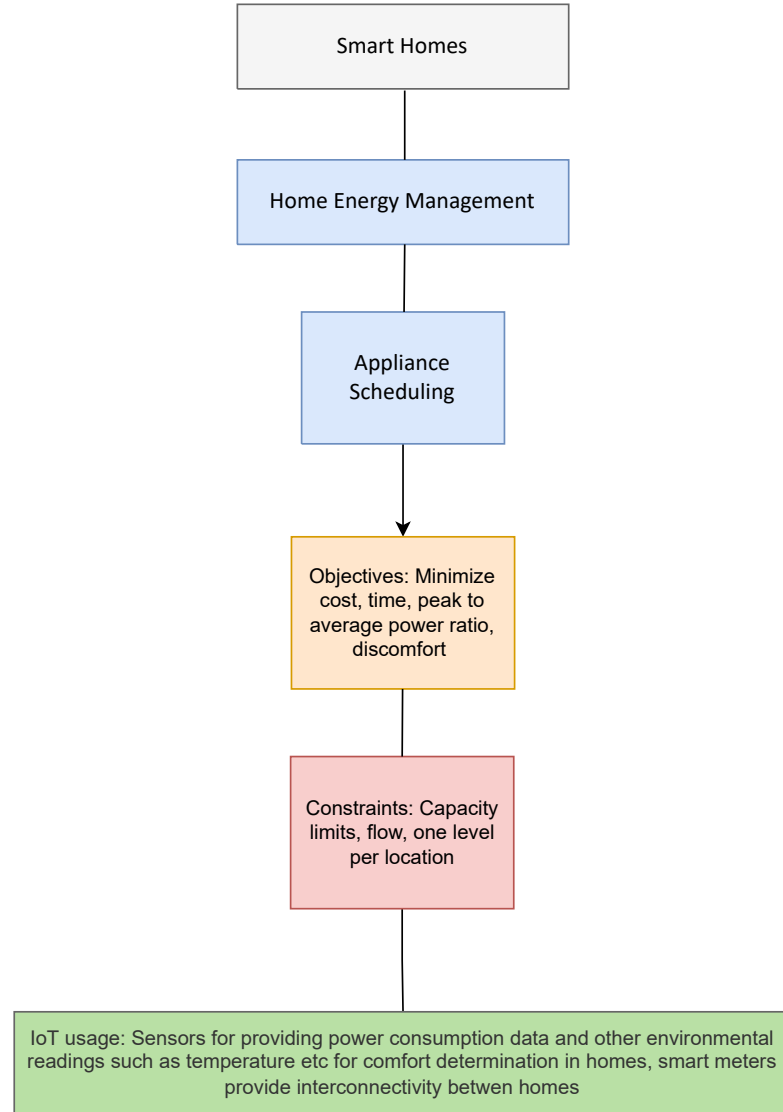 Smart Homes
Home Energy Management
Appliance
Scheduling
Objectives: Minimize
cost, time, peak to
average power ratio,
discomfort
Constraints: Capacity
limits, flow, one level
per location
IoT usage: Sensors for providing power consumption data and other environmental
readings such as temperature etc for comfort determination in homes, smart meters
provide interconnectivity betwen homes